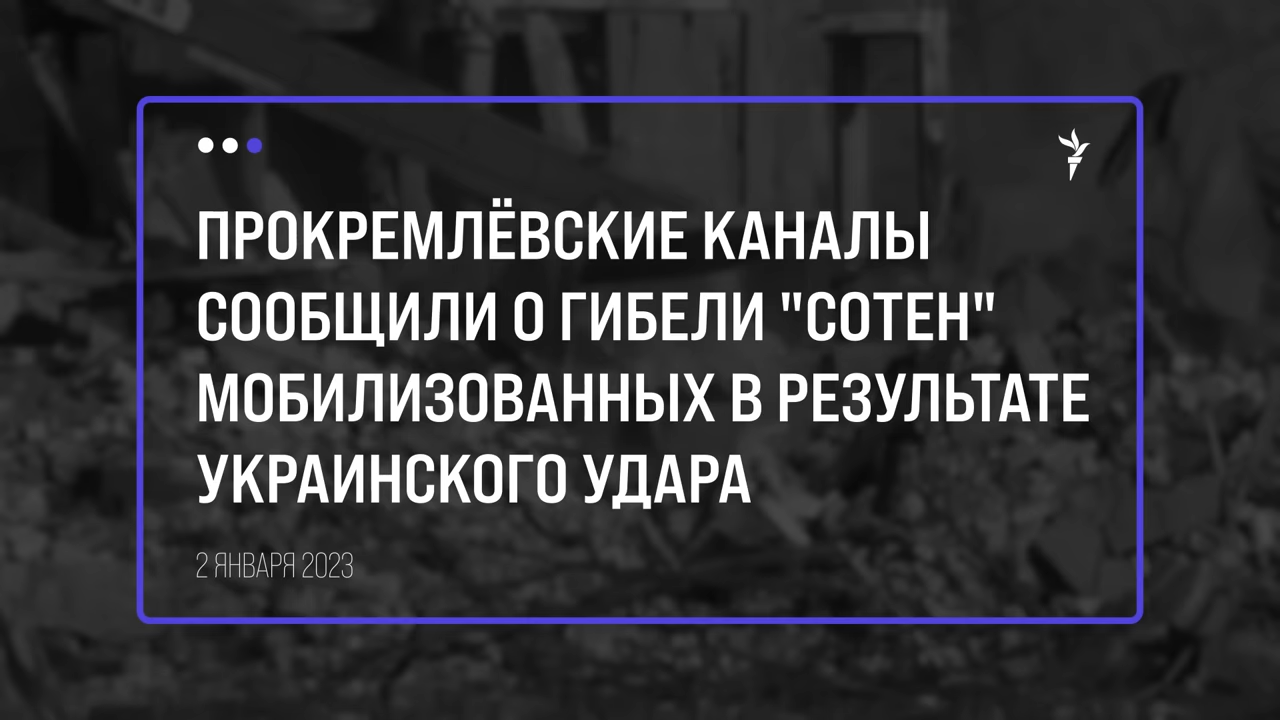 ПРОКРЕМЛЁВСКИЕ КАНАЛЫ
СООБЩИЛИ О ГИБЕЛИ "СОТЕН"
МОБИЛИЗОВАННЫХ В РЕЗУЛЬТАТЕ
УКРАИНСКОГО УДАРА
2 ЯНВАРЯ 2023